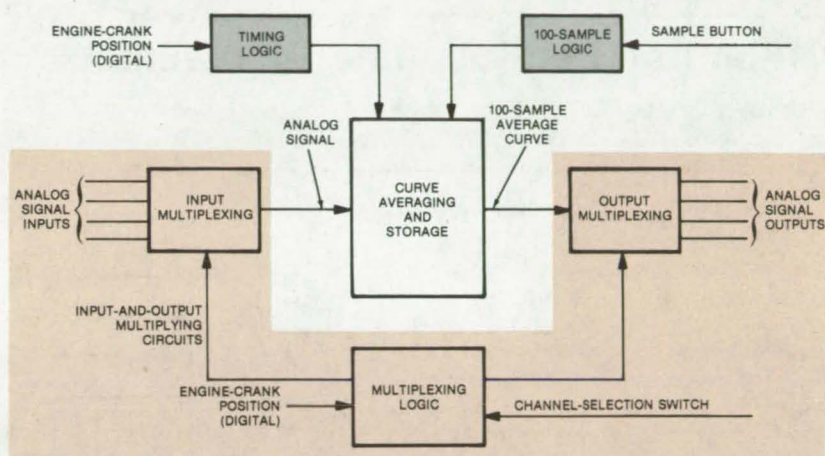 ENGINE-CRANK
POSITION
(DIGITAL)
TIMING
LOGIC
100-SAMPLE
LOGIC
SAMPLE BUTTON
ANALOG
SIGNAL
100-SAMPLE
AVERAGE
CURVE
ANALOG
SIGNAL
INPUTS
INPUT
MULTIPLEXING
CURVE
AVERAGING
AND
STORAGE
OUTPUT
MULTIPLEXING
ANALOG
SIGNAL
OUTPUTS
INPUT-AND-OUTPUT
MULTIPLYING
CIRCUITS
ENGINE-CRANK
POSITION
(DIGITAL)
MULTIPLEXING
LOGIC
CHANNEL-SELECTION SWITCH